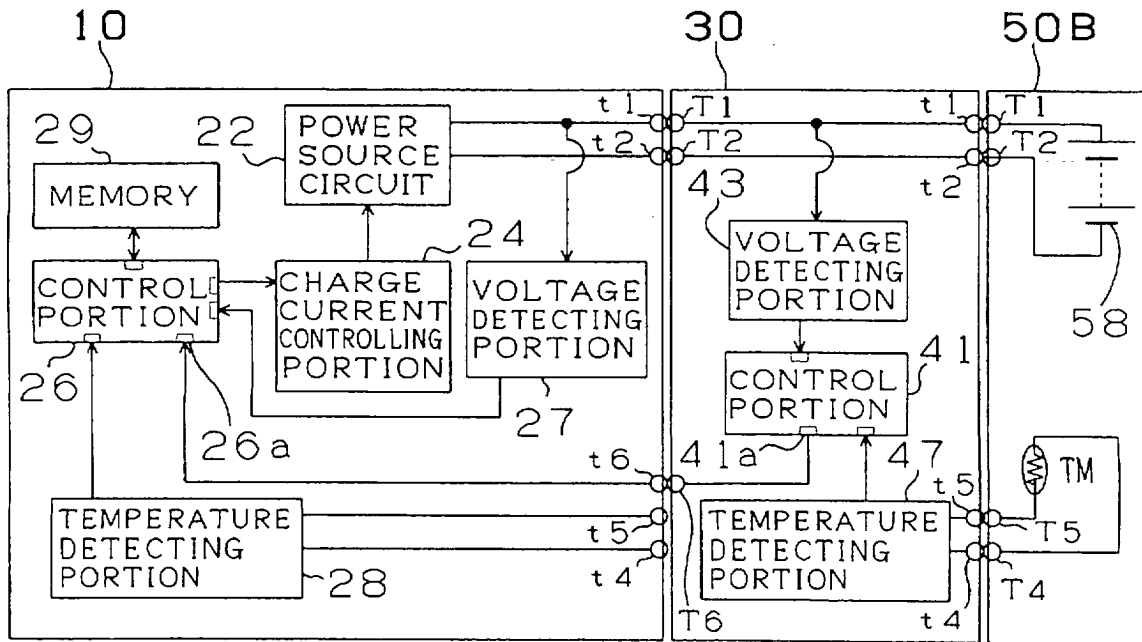 10
30
50B
29
MEMORY
22
POWER
SOURCE
CIRCUIT
t1
T1
t2
T2
t1
T1
T2
t2
43
VOLTAGE
DETECTING
PORTION
58
24
CONTROL
PORTION
CHARGE
CURRENT
CONTROLLING
PORTION
VOLTAGE
DETECTING
PORTION
26
26a
27
41
CONTROL
PORTION
41a
47
t6
t5
t4
T6
TEMPERATURE
DETECTING
PORTION
28
TEMPERATURE
DETECTING
PORTION
t5
T5
t4
T4
TM